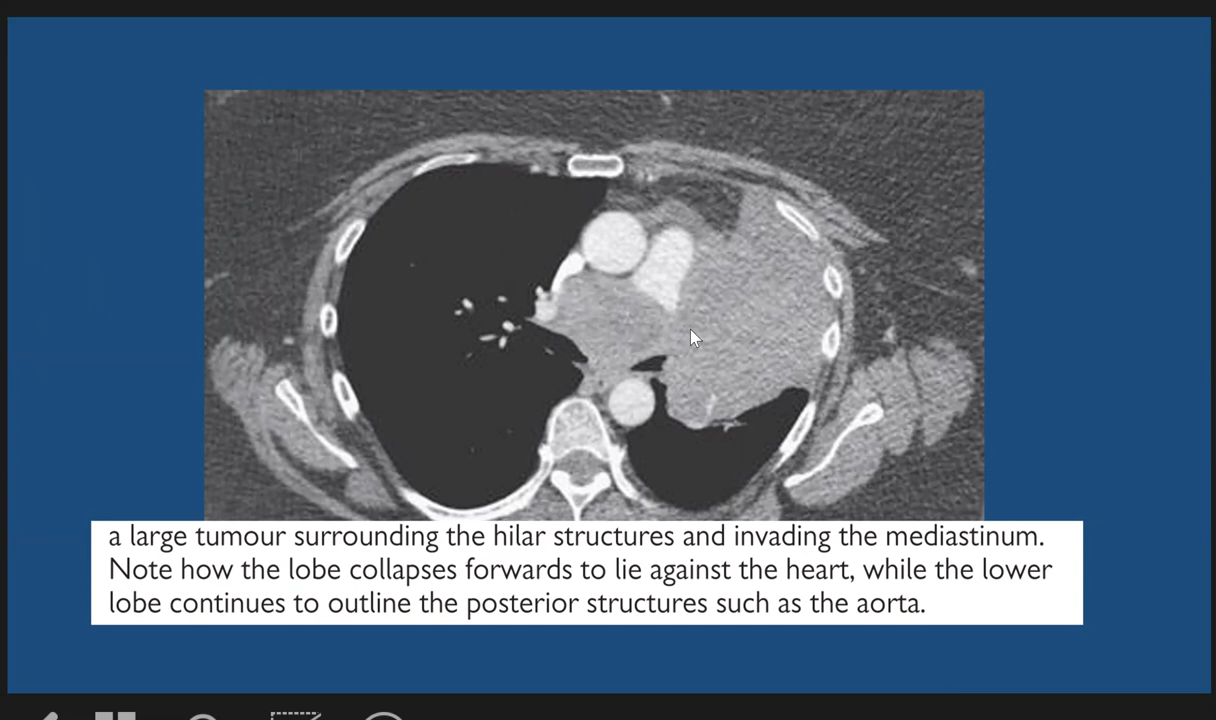 a large tumour surrounding the hilar structures and invading the mediastinum.
Note how the lobe collapses forwards to lie against the heart, while the lower
lobe continues to outline the posterior structures such as the aorta.